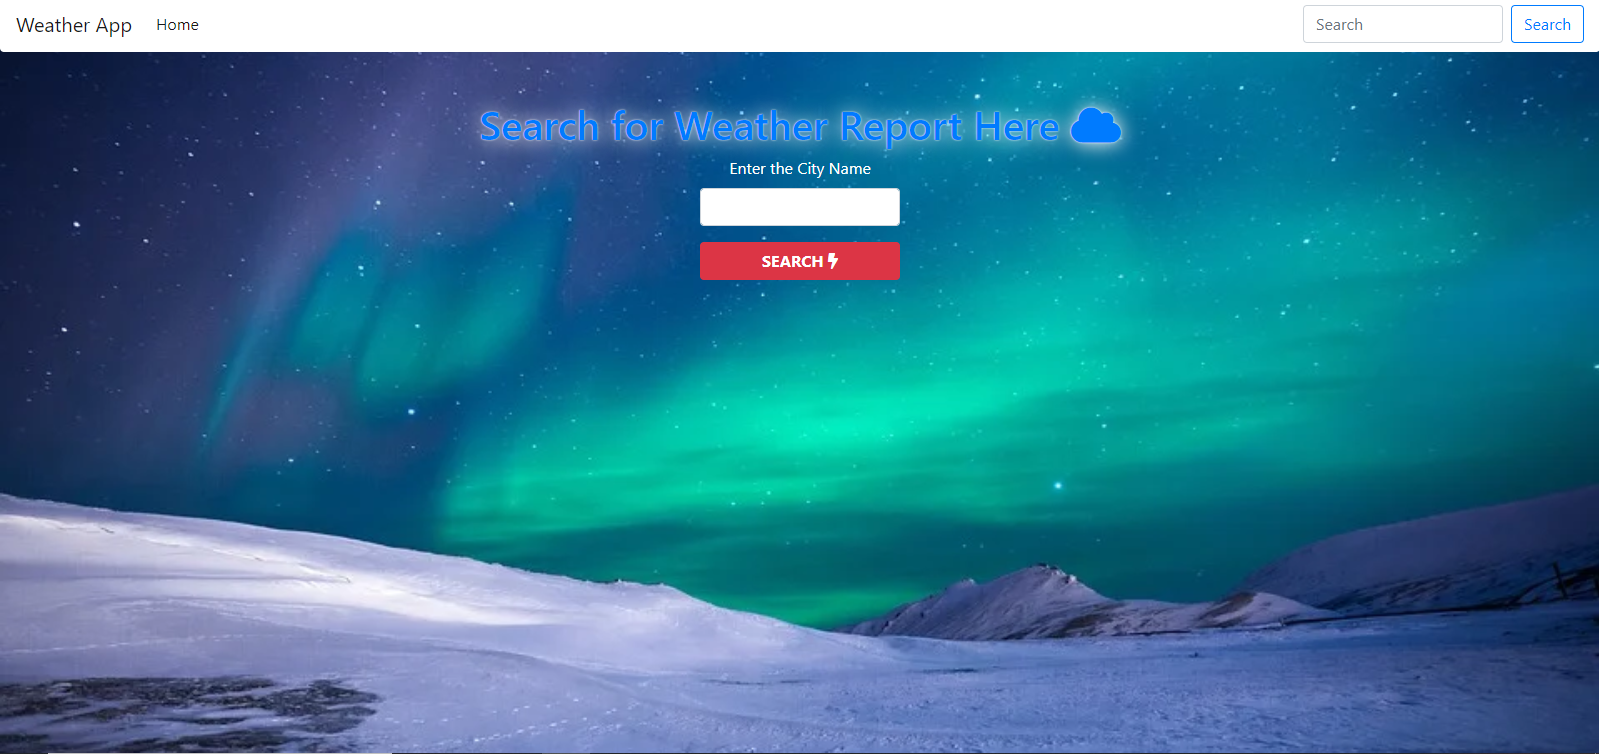 Weather App Home Search Search
Search for Weather Report Here
Enter the City Name
SEARCH